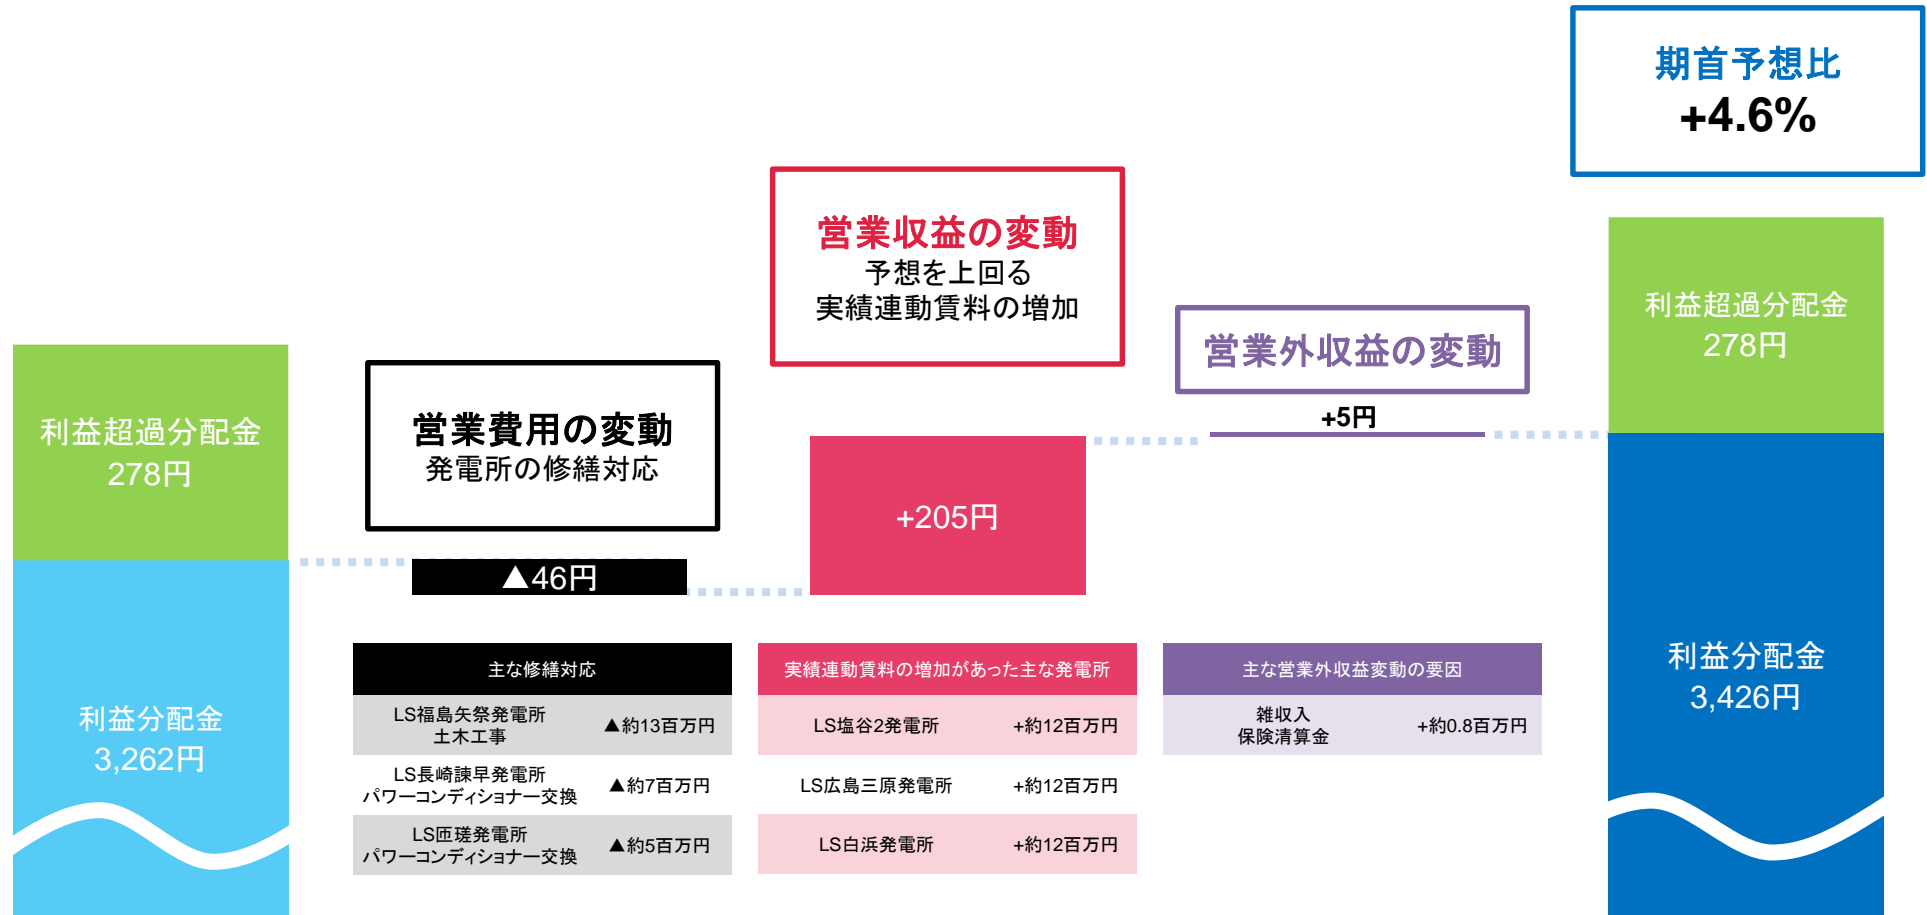 期首予想比
+4.6%
営業収益の変動
予想を上回る
実績連動賃料の増加
営業外収益の変動
+5円
営業費用の変動
発電所の修繕対応
利益超過分配金
278円
利益分配金
3,262円
▲46円
+205円
利益超過分配金
278円
利益分配金
3,426円
主な修繕対応
LS福島矢祭発電所
土木工事
▲約13百万円
LS長崎諫早発電所
パワーコンディショナー交換
▲約7百万円
LS匝瑳発電所
パワーコンディショナー交換
▲約5百万円
実績連動賃料の増加があった主な発電所
LS塩谷2発電所
+約12百万円
LS広島三原発電所
+約12百万円
LS白浜発電所
+約12百万円
主な営業外収益変動の要因
雑収入
保険清算金
+約0.8百万円